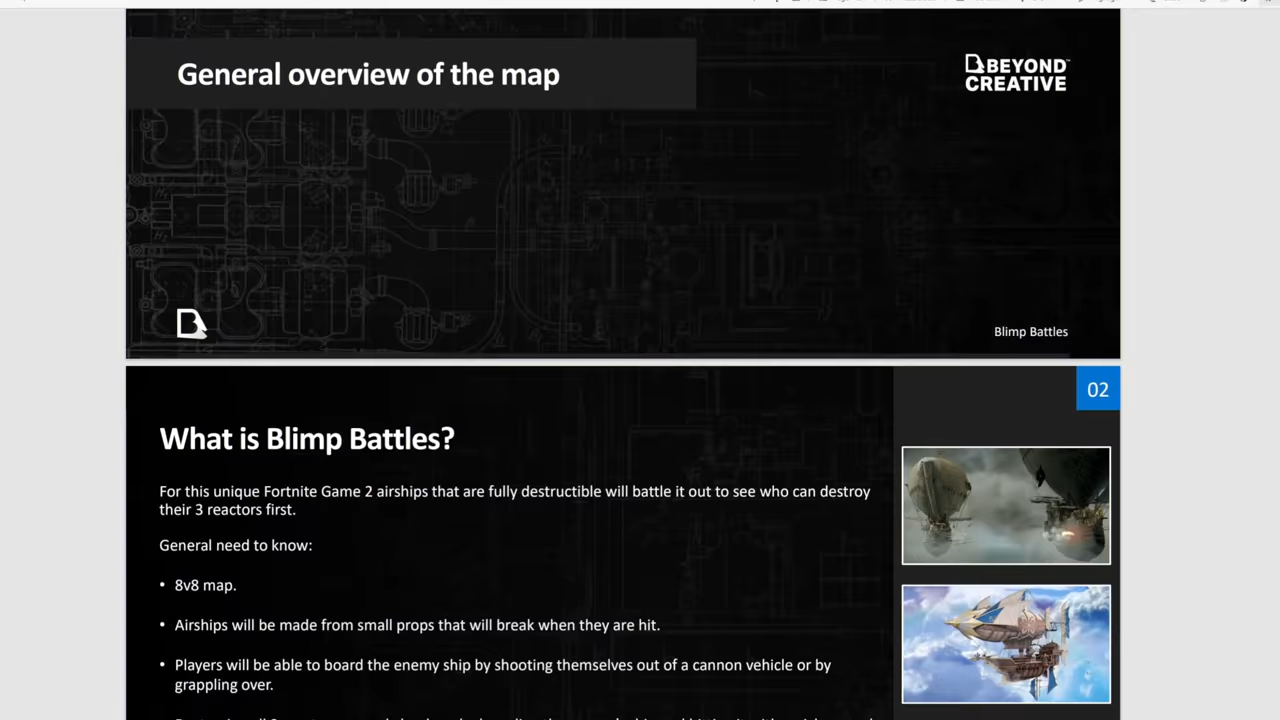 General overview of the map
BEYOND
CREATIVE
Blimp Battles
02
What is Blimp Battles?
For this unique Fortnite Game 2 airships that are fully destructible will battle it out to see who can destroy
their 3 reactors first.
General need to know:
• 8v8 map.
• Airships will be made from small props that will break when they are hit.
• Players will be able to board the enemy ship by shooting themselves out of a cannon vehicle or by
grappling over.